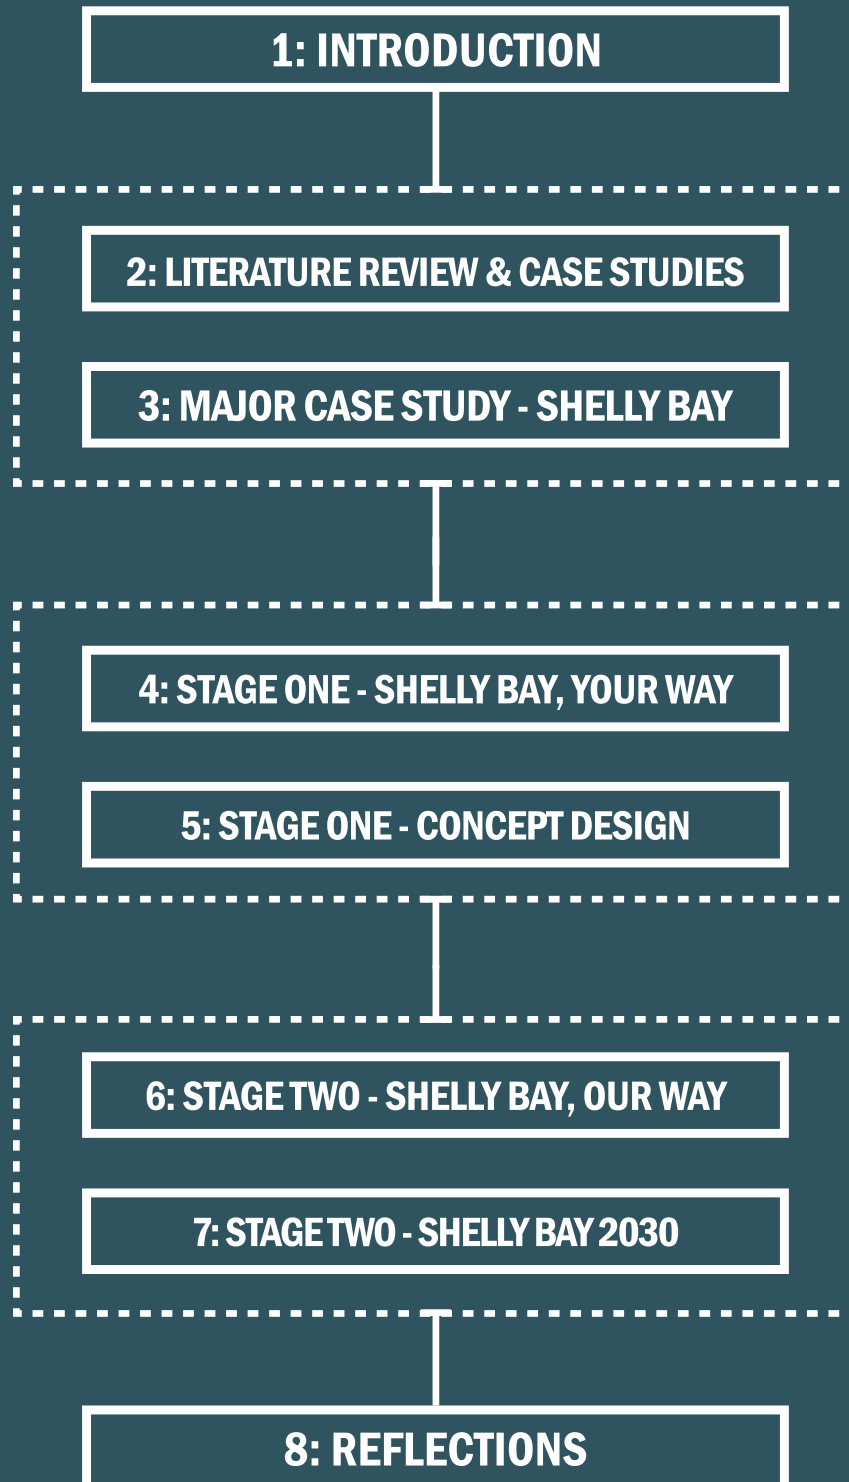 1: INTRODUCTION
2: LITERATURE REVIEW & CASE STUDIES
3: MAJOR CASE STUDY - SHELLY BAY
4: STAGE ONE - SHELLY BAY, YOUR WAY
5: STAGE ONE - CONCEPT DESIGN
6: STAGE TWO - SHELLY BAY, OUR WAY
7: STAGE TWO - SHELLY BAY 2030
8: REFLECTIONS